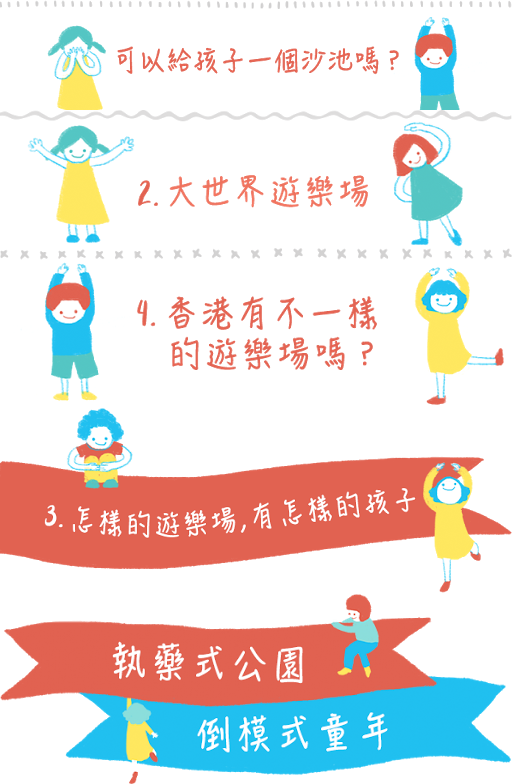 可以給孩子一個沙池嗎？
2. 大世界遊樂場
4. 香港有不一樣
的遊樂場嗎？
3. 怎樣的遊樂場,有怎樣的孩子
執藥式公園
倒模式童年